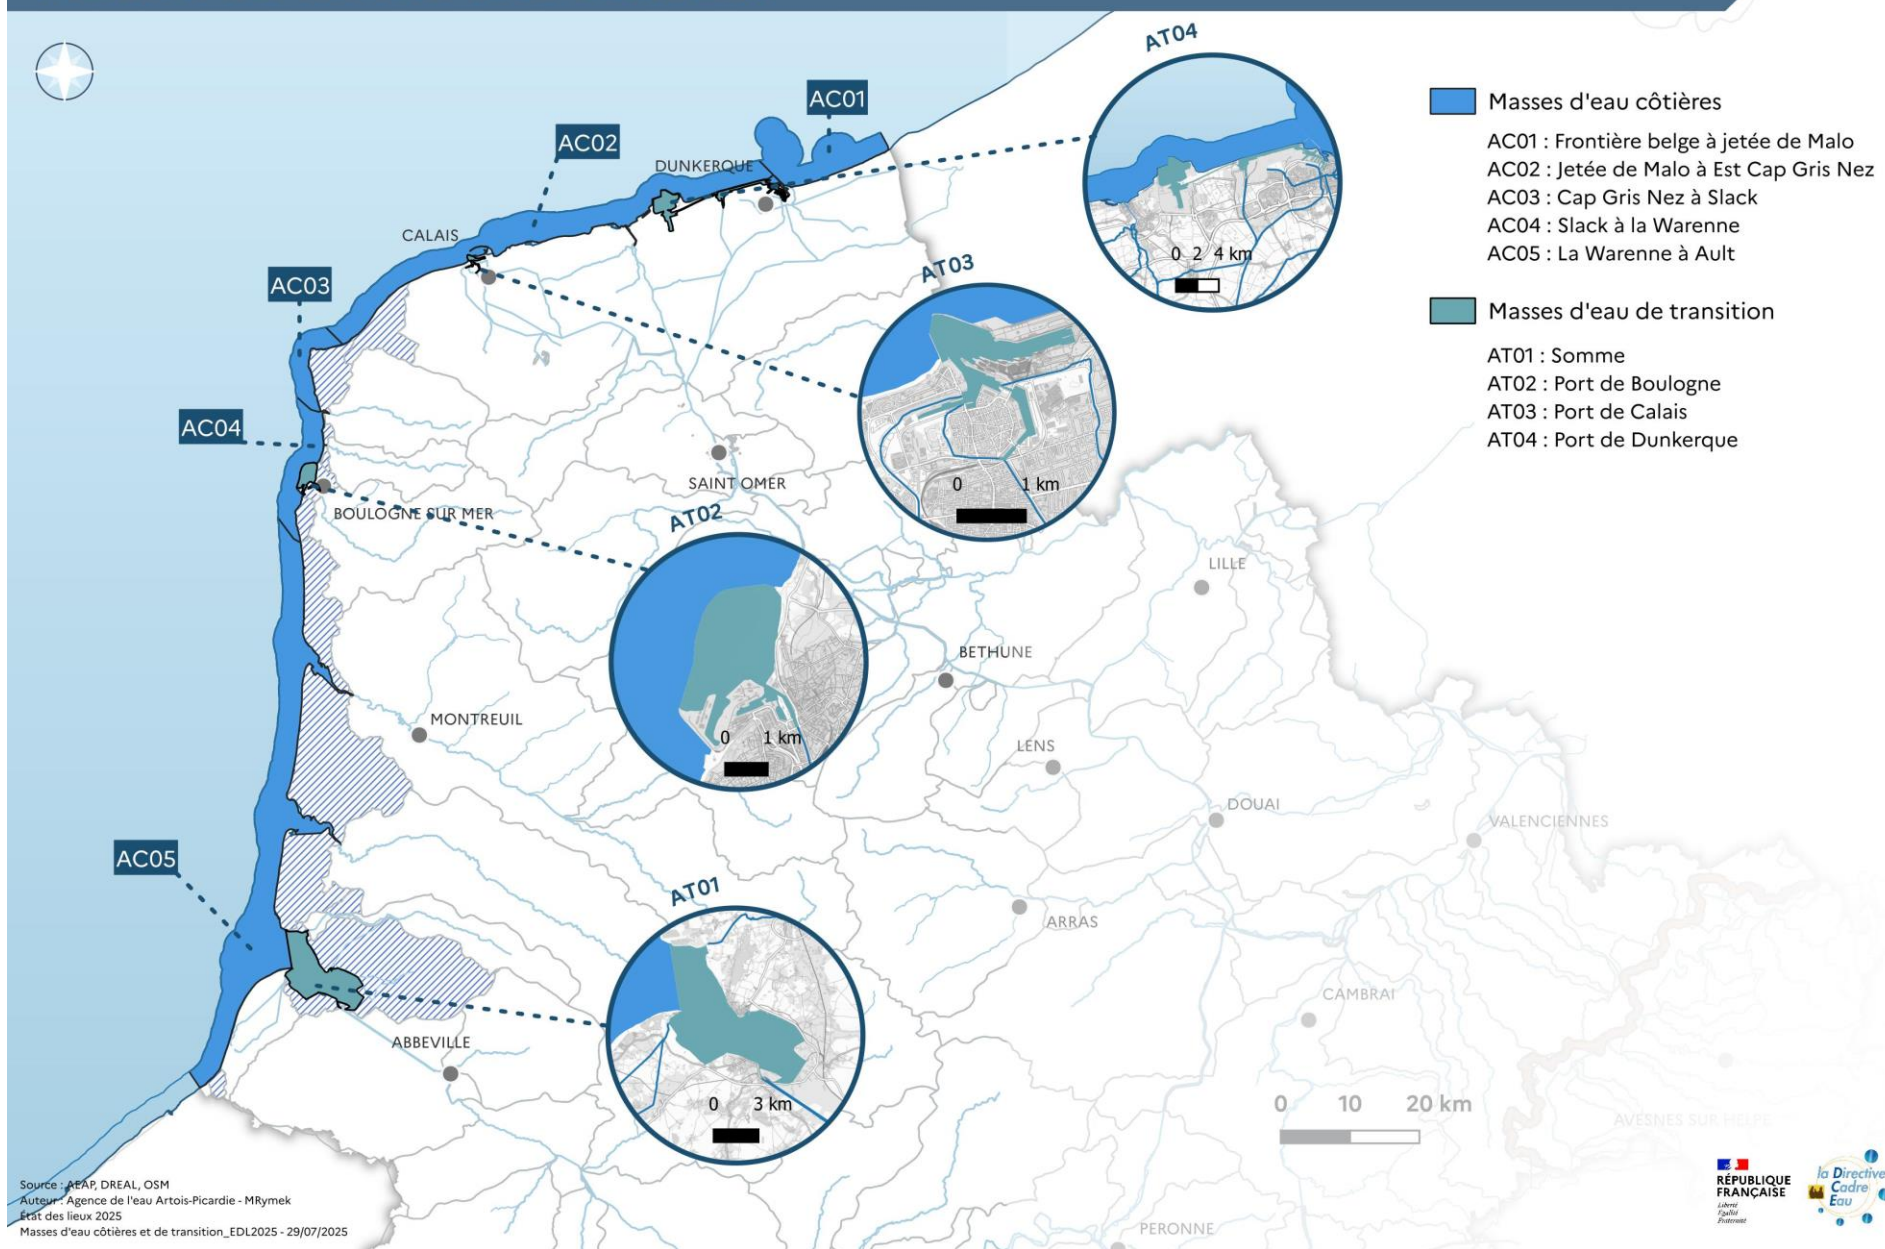 AT04
AC01
AC02
DUNKERQUE
CALAIS
AC03
AT03
0 2 4 km
AC04
0 1 km
SAINT OMER
BOULOGNE SUR MER
AT02
LILLE
BETHUNE
MONTREUIL
0 1 km
LENS
DOUAI
VALENCIENNES
AC05
AT01
ARRAS
CAMBRAI
ABBEVILLE
0 3 km
0 10 20 km
AVESNES SUR HELPE
PERONNE
Masses d'eau côtières
AC01 : Frontière belge à jetée de Malo
AC02 : Jetée de Malo à Est Cap Gris Nez
AC03 : Cap Gris Nez à Slack
AC04 : Slack à la Warenne
AC05 : La Warenne à Ault
Masses d'eau de transition
AT01 : Somme
AT02 : Port de Boulogne
AT03 : Port de Calais
AT04 : Port de Dunkerque
Source : AEAP, DREAL, OSM
Auteur : Agence de l'eau Artois-Picardie - MRymek
État des lieux 2025
Masses d'eau côtières et de transition_EDL2025 - 29/07/2025
RÉPUBLIQUE
FRANÇAISE
Liberté
Égalité
Fraternité
la Directive
Cadre
Eau